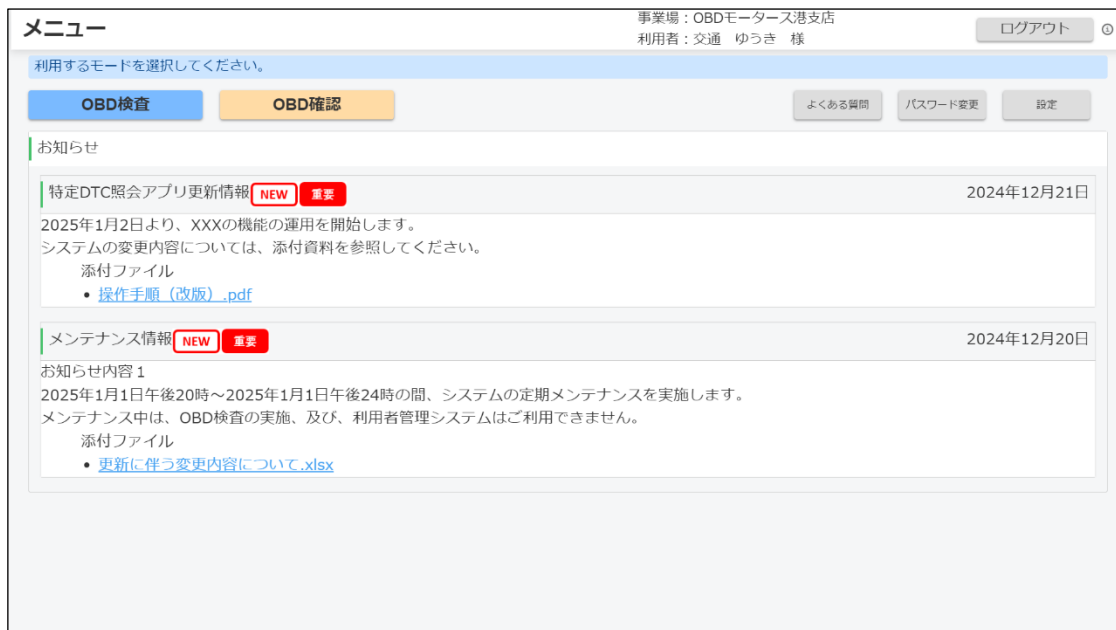 メニュー
事業場：OBDモータース港支店
利用者：交通　ゆうき　様
ログアウト
利用するモードを選択してください。
OBD検査
OBD確認
よくある質問
パスワード変更
設定
お知らせ
特定DTC照会アプリ更新情報 NEW 重要 2024年12月21日
2025年1月2日より、XXXの機能の運用を開始します。
システムの変更内容については、添付資料を参照してください。
添付ファイル
• 操作手順（改版）.pdf
メンテナンス情報 NEW 重要 2024年12月20日
お知らせ内容１
2025年1月1日午後20時～2025年1月1日午後24時の間、システムの定期メンテナンスを実施します。
メンテナンス中は、OBD検査の実施、及び、利用者管理システムはご利用できません。
添付ファイル
• 更新に伴う変更内容について.xlsx